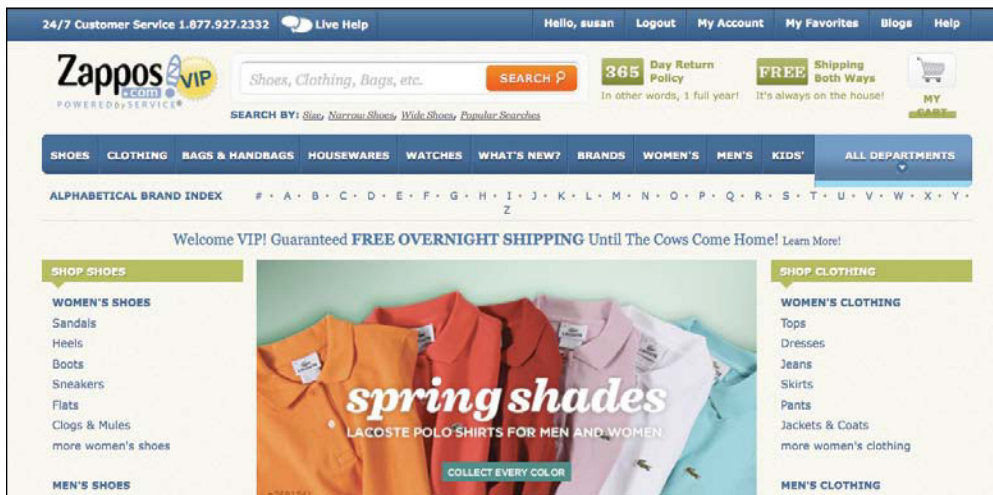 24/7 Customer Service 1.877.927.2332 Live Help Hello, susan Logout My Account My Favorites Blogs Help
Zappos .com VIP
POWERED by SERVICE®
Shoes, Clothing, Bags, etc. SEARCH
365 Day Return Policy
In other words, 1 full year!
FREE Shipping Both Ways
It's always on the house!
MY CART
SEARCH BY: Size, Narrow Shoes, Wide Shoes, Popular Searches
SHOES CLOTHING BAGS & HANDBAGS HOUSEWARES WATCHES WHAT'S NEW? BRANDS WOMEN'S MEN'S KIDS' ALL DEPARTMENTS
ALPHABETICAL BRAND INDEX # • A • B • C • D • E • F • G • H • I • J • K • L • M • N • O • P • Q • R • S • T • U • V • W • X • Y •
Z
Welcome VIP! Guaranteed FREE OVERNIGHT SHIPPING Until The Cows Come Home! Learn More!
SHOP SHOES
WOMEN'S SHOES
Sandals
Heels
Boots
Sneakers
Flats
Clogs & Mules
more women's shoes
MEN'S SHOES
spring shades
LACOSTE POLO SHIRTS FOR MEN AND WOMEN
COLLECT EVERY COLOR
SHOP CLOTHING
WOMEN'S CLOTHING
Tops
Dresses
Jeans
Skirts
Pants
Jackets & Coats
more women's clothing
MEN'S CLOTHING